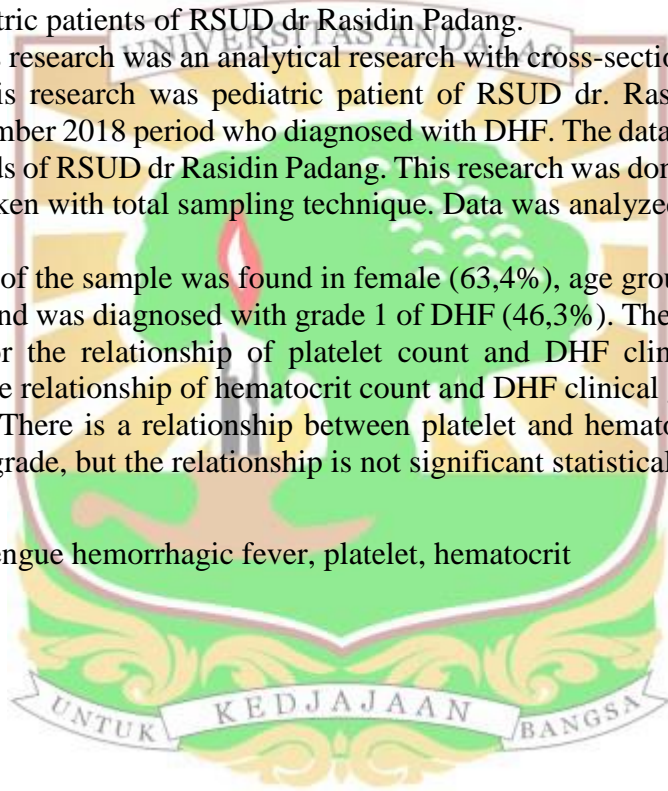 tric patients of RSUD dr Rasidin Padang.
UNIVERSITAS ANDALAS
research was an analytical research with cross-sectio
is research was pediatric patient of RSUD dr. Ras
mber 2018 period who diagnosed with DHF. The data
ds of RSUD dr Rasidin Padang. This research was don
ken with total sampling technique. Data was analyzed
of the sample was found in female (63,4%), age grou
nd was diagnosed with grade 1 of DHF (46,3%). The
or the relationship of platelet count and DHF clin
e relationship of hematocrit count and DHF clinical
There is a relationship between platelet and hemato
grade, but the relationship is not significant statistical
engue hemorrhagic fever, platelet, hematocrit
UNTUK KEDJAJAAN BANGSA